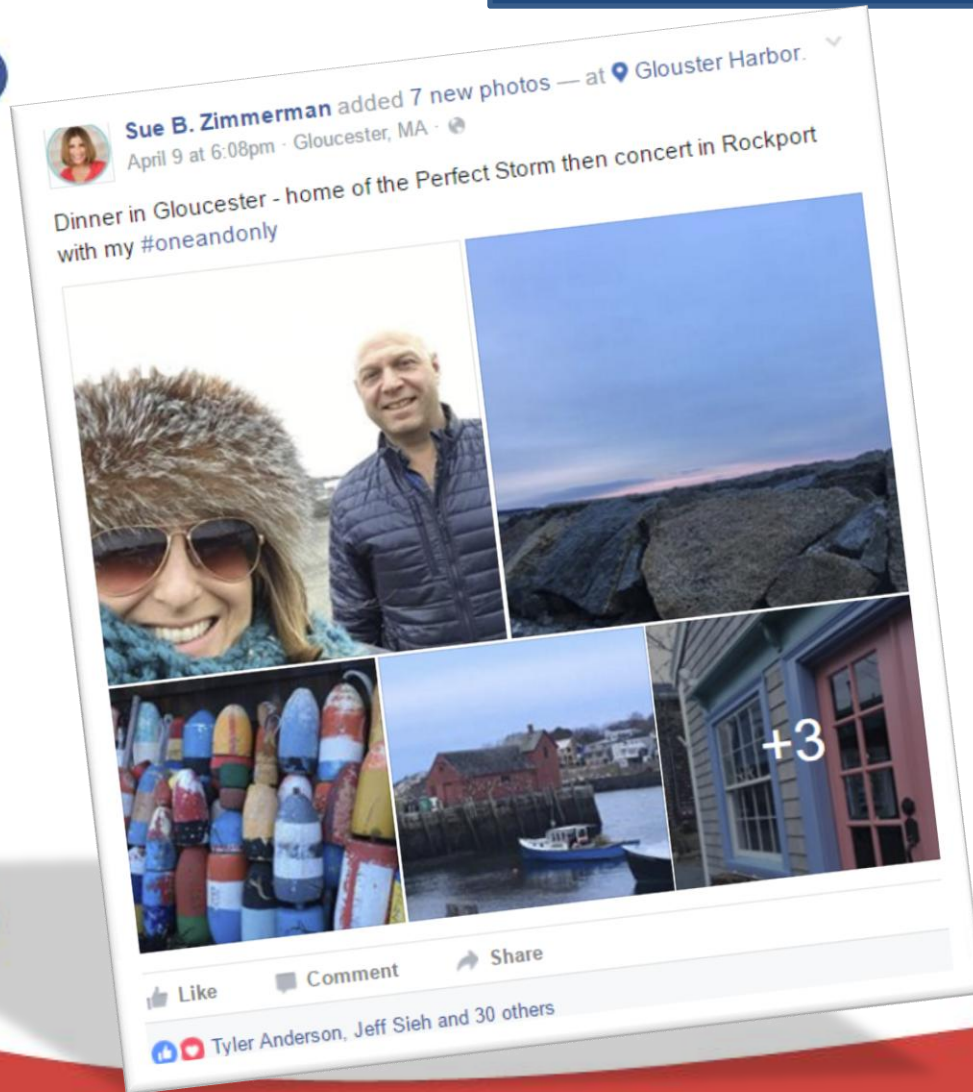 Sue B. Zimmerman added 7 new photos — at Glouster Harbor.
April 9 at 6:08pm · Gloucester, MA ·
Dinner in Gloucester - home of the Perfect Storm then concert in Rockport
with my #oneandonly
+3
Like Comment Share
Tyler Anderson, Jeff Sieh and 30 others